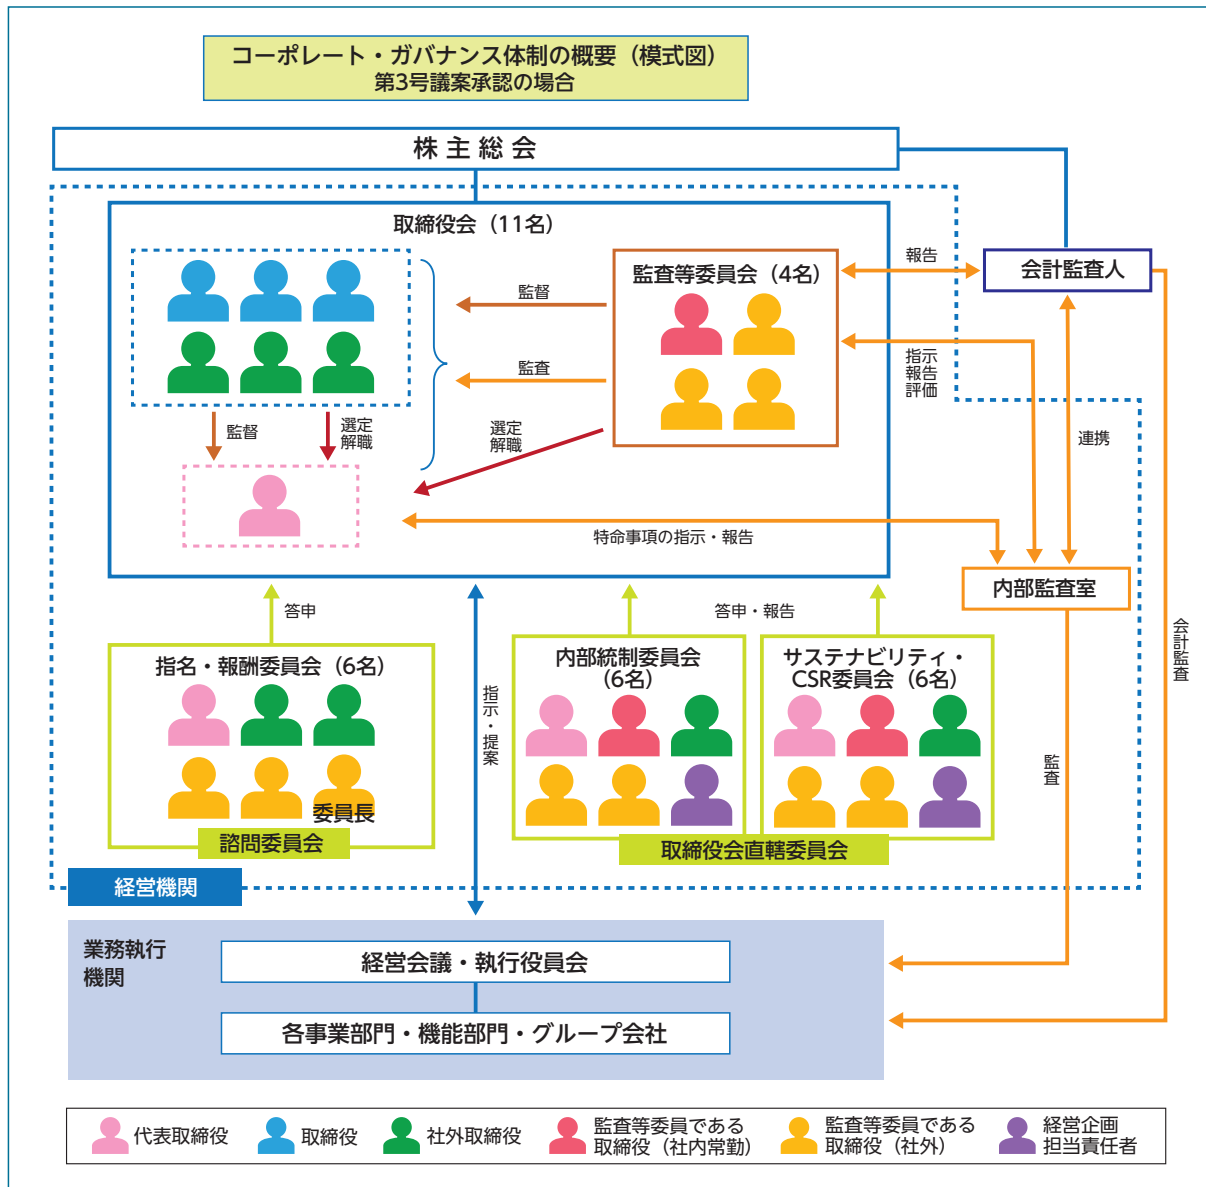 コーポレート・ガバナンス体制の概要（模式図）
第3号議案承認の場合
株主総会
取締役会（11名）
監査等委員会（4名）
報告
会計監査人
監督
監査
指示
報告
評価
選定
解職
監督
選定
解職
連携
特命事項の指示・報告
内部監査室
答申
答申・報告
会計監査
指名・報酬委員会（6名）
委員長
諮問委員会
指示・提案
内部統制委員会
（6名）
サステナビリティ・
CSR委員会（6名）
取締役会直轄委員会
監査
経営機関
業務執行
機関
経営会議・執行役員会
各事業部門・機能部門・グループ会社
代表取締役
取締役
社外取締役
監査等委員である
取締役（社内常勤）
監査等委員である
取締役（社外）
経営企画
担当責任者